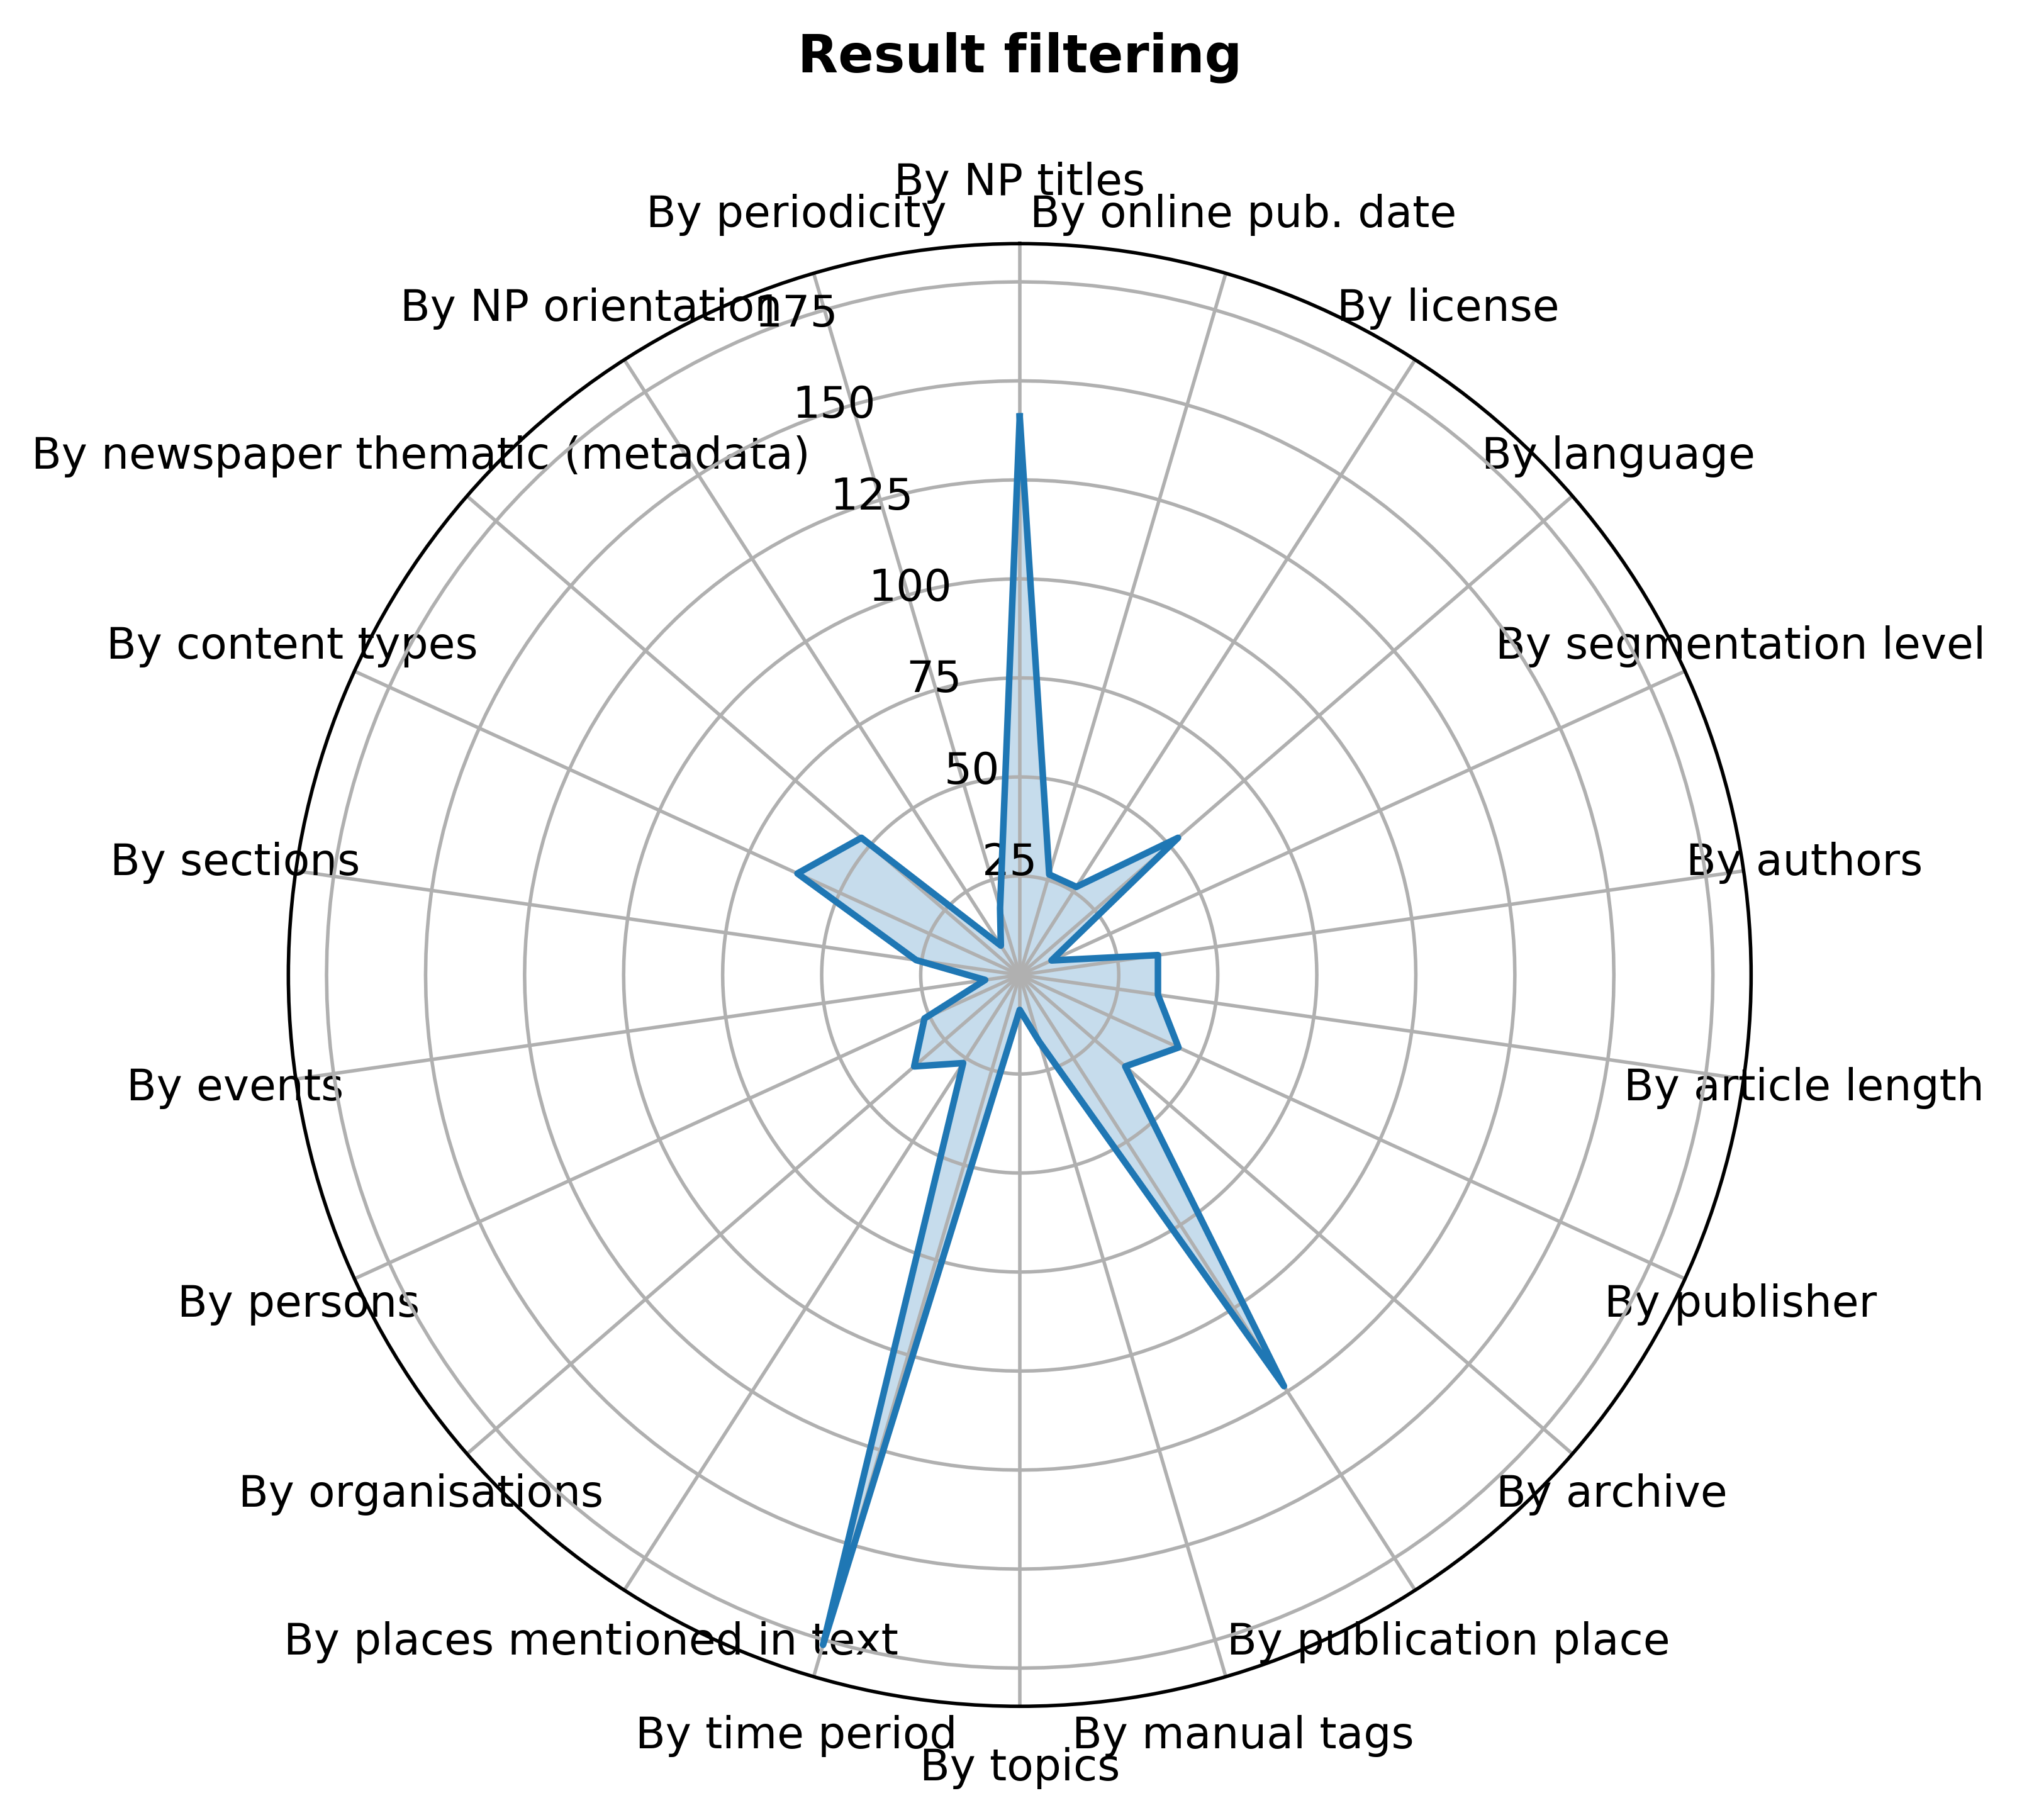 Result filtering
By NP titles
By periodicity
By online pub. date
By NP orientation
175
By license
150
By newspaper thematic (metadata)
By language
125
100
By content types
By segmentation level
75
50
By sections
25
By authors
By events
By article length
By persons
By publisher
By organisations
By archive
By places mentioned in text
By publication place
By time period
By manual tags
By topics